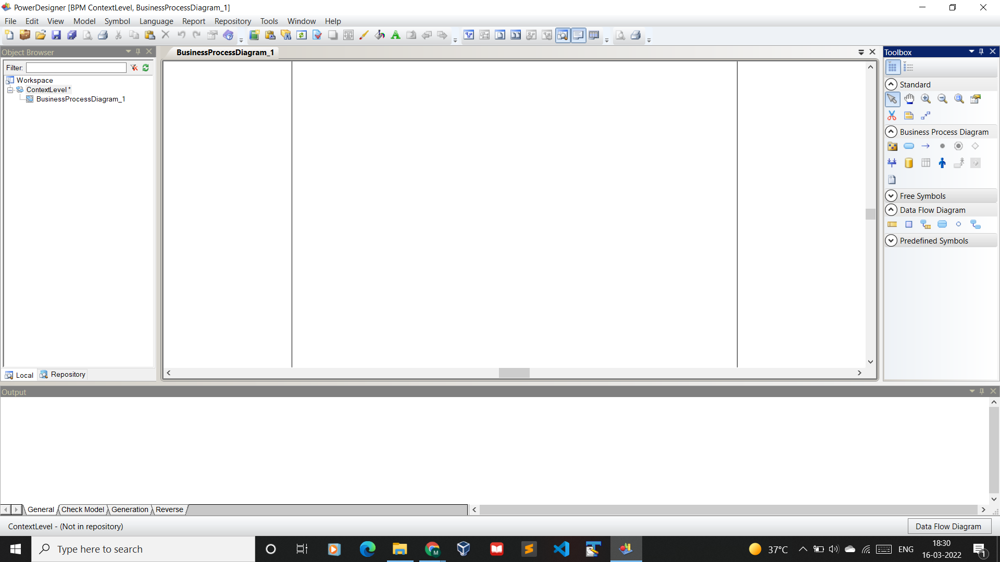 PowerDesigner [BPM ContextLevel, BusinessProcessDiagram_1]
File Edit View Model Symbol Language Report Repository Tools Window Help
Object Browser
Filter:
Workspace
ContextLevel *
BusinessProcessDiagram_1
Local Repository
BusinessProcessDiagram_1
Toolbox
Standard
Business Process Diagram
Free Symbols
Data Flow Diagram
Predefined Symbols
Output
General Check Model Generation Reverse
ContextLevel - (Not in repository)
Data Flow Diagram
Type here to search
37°C
ENG
18:30
16-03-2022
1